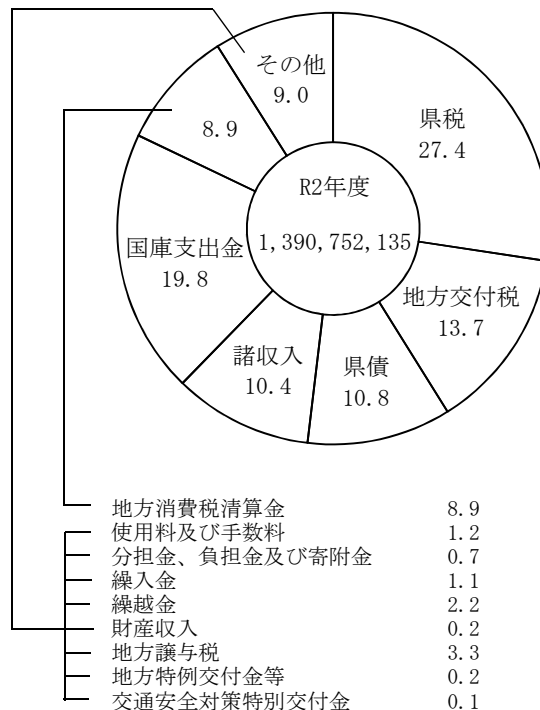 その他
9.0
県税
27.4
8.9
R2年度
1,390,752,135
国庫支出金
19.8
地方交付税
13.7
諸収入
10.4
県債
10.8
地方消費税清算金 8.9
使用料及び手数料 1.2
分担金、負担金及び寄附金 0.7
繰入金 1.1
繰越金 2.2
財産収入 0.2
地方譲与税 3.3
地方特例交付金等 0.2
交通安全対策特別交付金 0.1